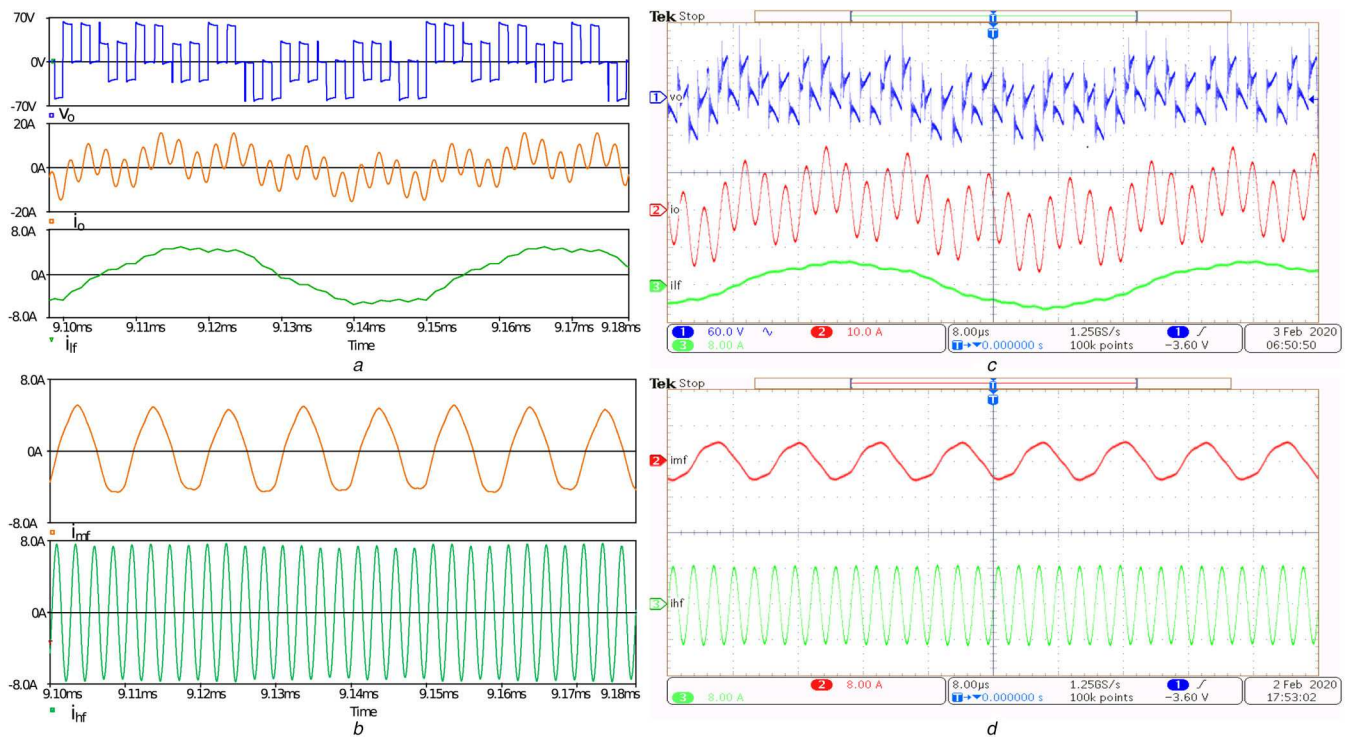 70V
0V
-70V
Vo
20A
0A
-20A
io
8.0A
0A
-8.0A
9.10ms 9.11ms 9.12ms 9.13ms 9.14ms 9.15ms 9.16ms 9.17ms 9.18ms
ilf
Time
a
8.0A
0A
-8.0A
imf
8.0A
0A
-8.0A
9.10ms 9.11ms 9.12ms 9.13ms 9.14ms 9.15ms 9.16ms 9.17ms 9.18ms
ihf
Time
b
Tek Stop
T
T
1 vo
2 io
3 ilf
1 60.0 V 2 10.0 A
3 8.00 A
8.00µs 1.25GS/s 1
T 0.000000 s 100k points −3.60 V
3 Feb 2020
06:50:50
c
Tek Stop
T
T
2 imf
3 ihf
2 8.00 A
3 8.00 A
8.00µs 1.25GS/s 1
T 0.000000 s 100k points −3.60 V
2 Feb 2020
17:53:02
d